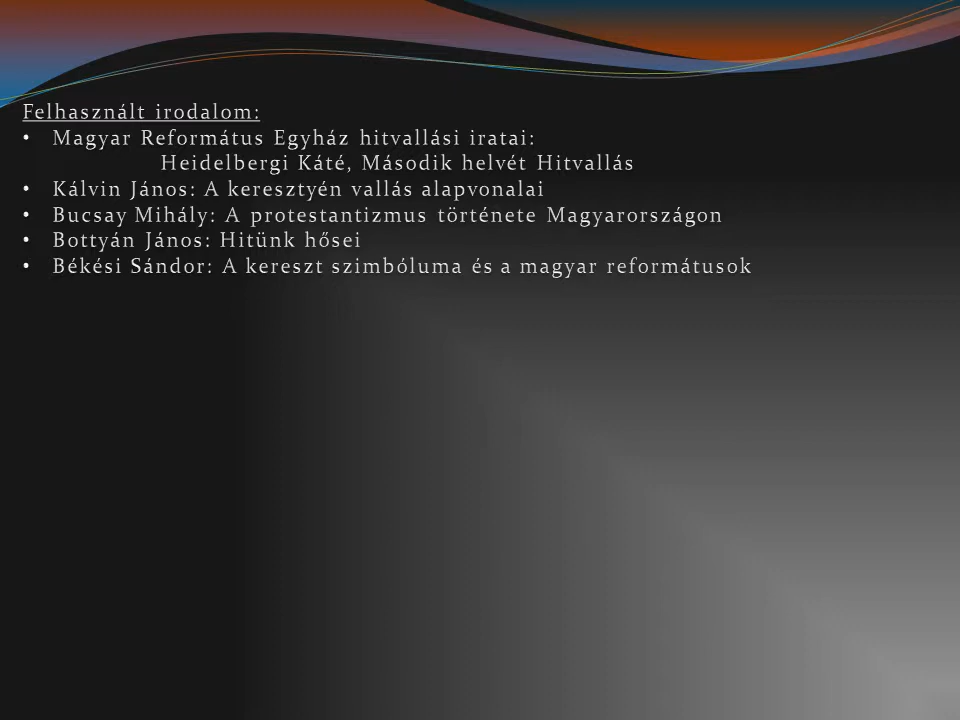 Felhasznált irodalom:
• Magyar Református Egyház hitvallási iratai:
Heidelbergi Káté, Második helvét Hitvallás
• Kálvin János: A keresztyén vallás alapvonalai
• Bucsay Mihály: A protestantizmus története Magyarországon
• Bottyán János: Hitünk hősei
• Békési Sándor: A kereszt szimbóluma és a magyar reformátusok